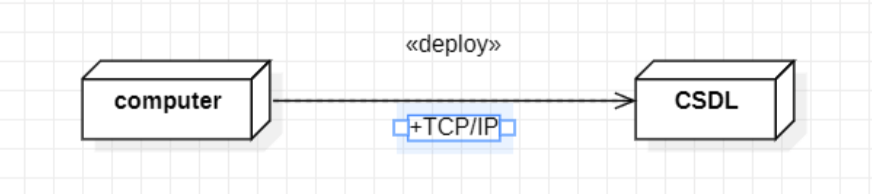 «deploy»
computer
CSDL
+TCP/IP